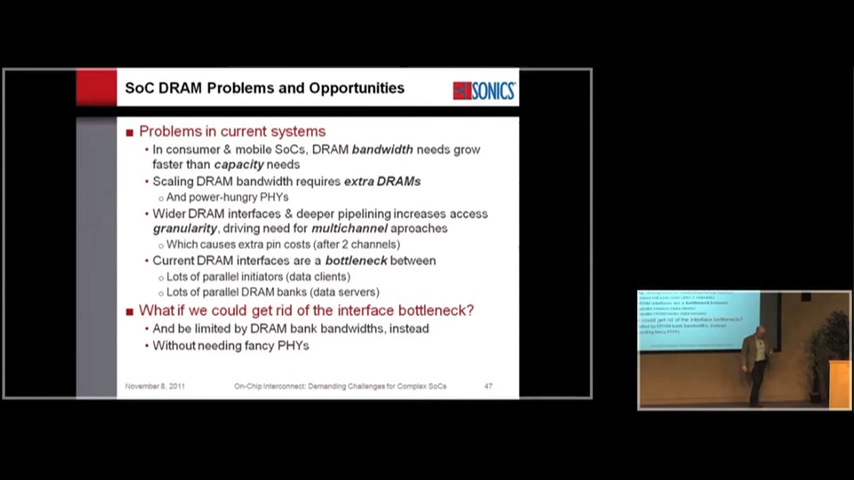 SoC DRAM Problems and Opportunities
SONICS
Problems in current systems
• In consumer & mobile SoCs, DRAM bandwidth needs grow
faster than capacity needs
• Scaling DRAM bandwidth requires extra DRAMs
o And power-hungry PHYs
• Wider DRAM interfaces & deeper pipelining increases access
granularity, driving need for multichannel aproaches
o Which causes extra pin costs (after 2 channels)
• Current DRAM interfaces are a bottleneck between
o Lots of parallel initiators (data clients)
o Lots of parallel DRAM banks (data servers)
What if we could get rid of the interface bottleneck?
• And be limited by DRAM bank bandwidths, instead
• Without needing fancy PHYs
November 8, 2011 On-Chip Interconnect: Demanding Challenges for Complex SoCs 47